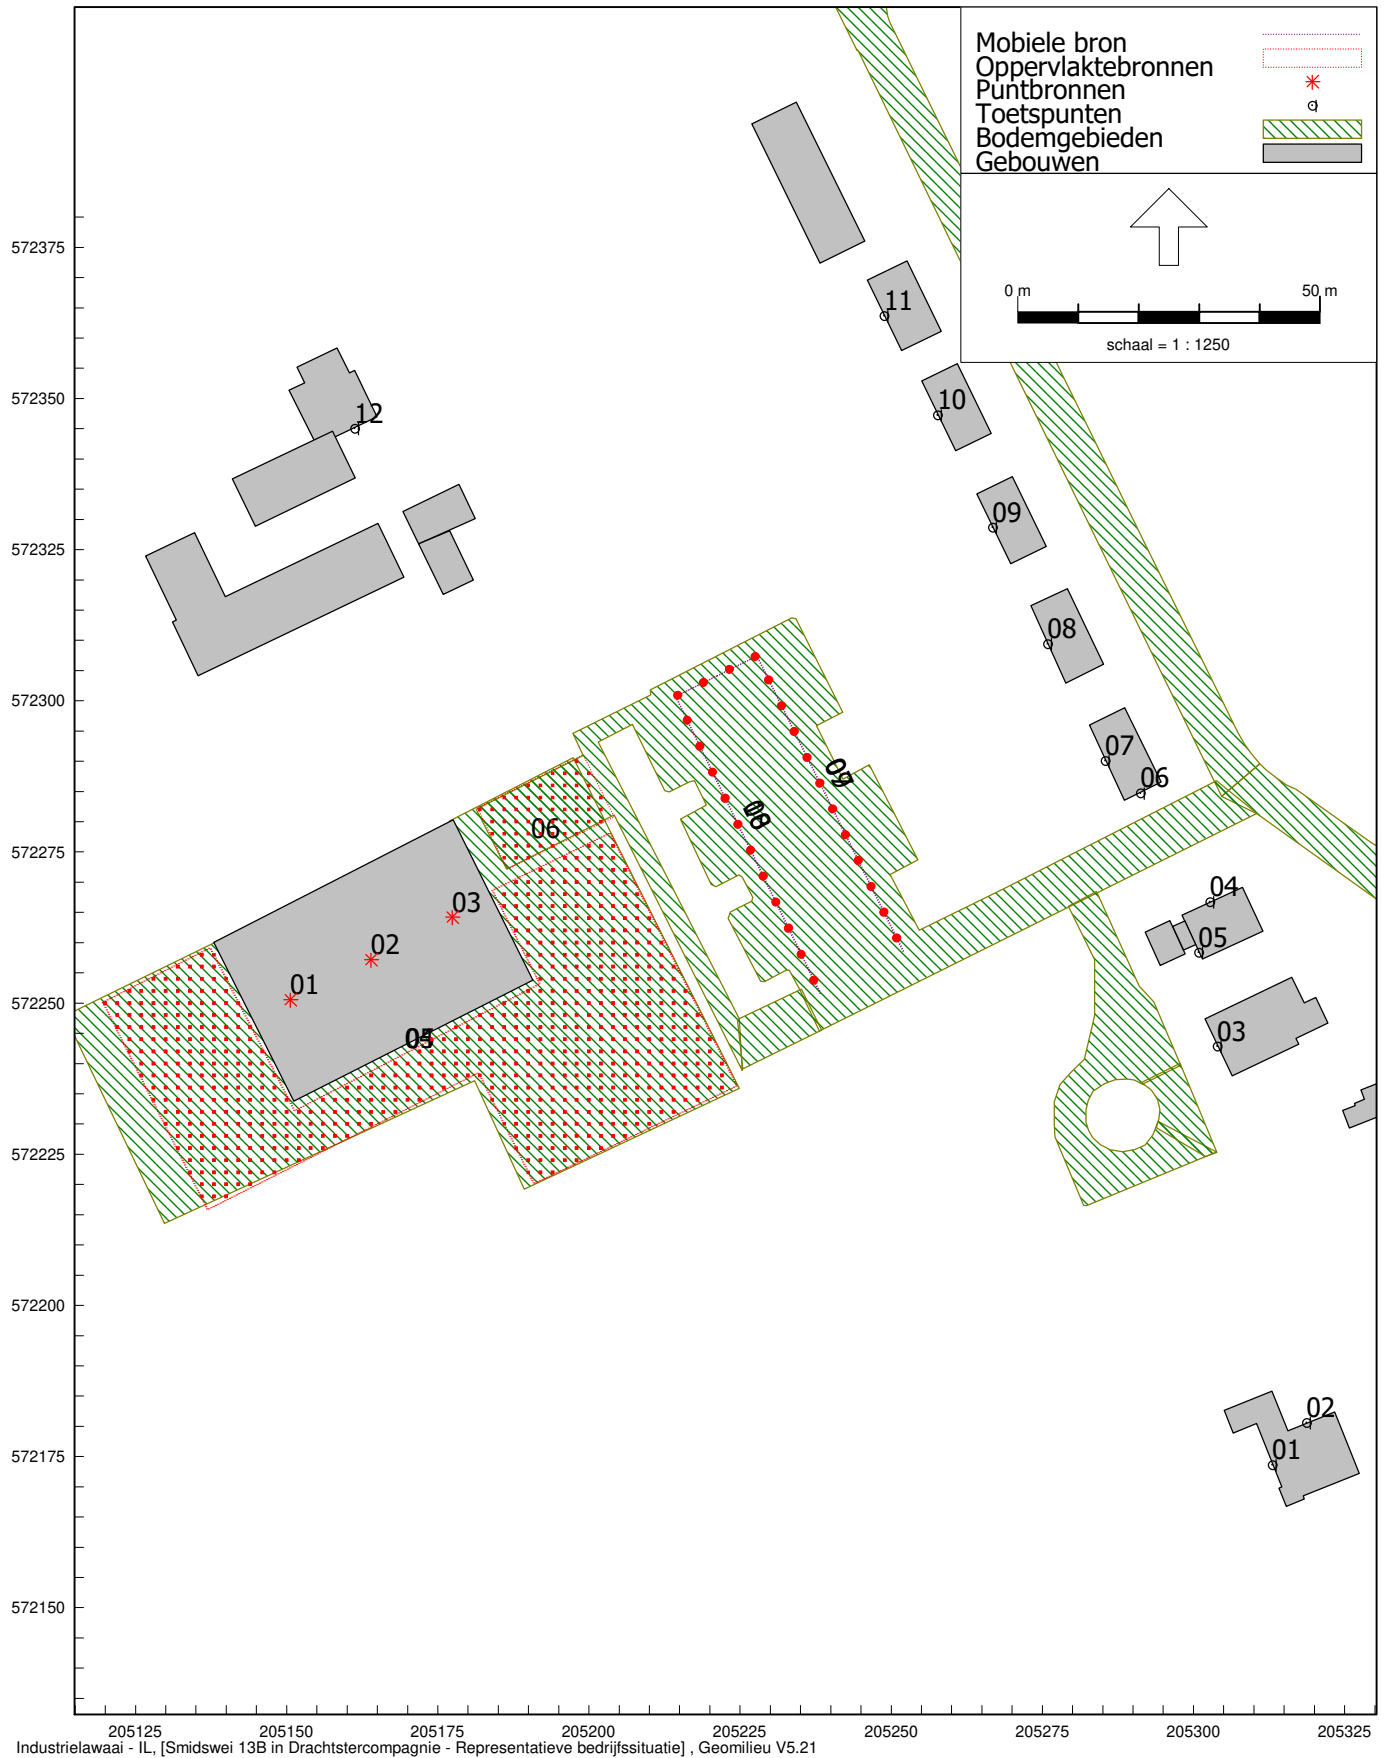 Mobiele bron
Oppervlaktebronnen
Puntbronnen
Toetspunten
Bodemgebieden
Gebouwen
0 m 50 m
schaal = 1 : 1250
572375
572350
572325
572300
572275
572250
572225
572200
572175
572150
11
10
12
09
08
07
06
06
03
02
01
04
05
03
02
01
205125 205150 205175 205200 205225 205250 205275 205300 205325
Industrielawaai - IL, [Smidswei 13B in Drachtstercompagnie - Representatieve bedrijfssituatie] , Geomilieu V5.21